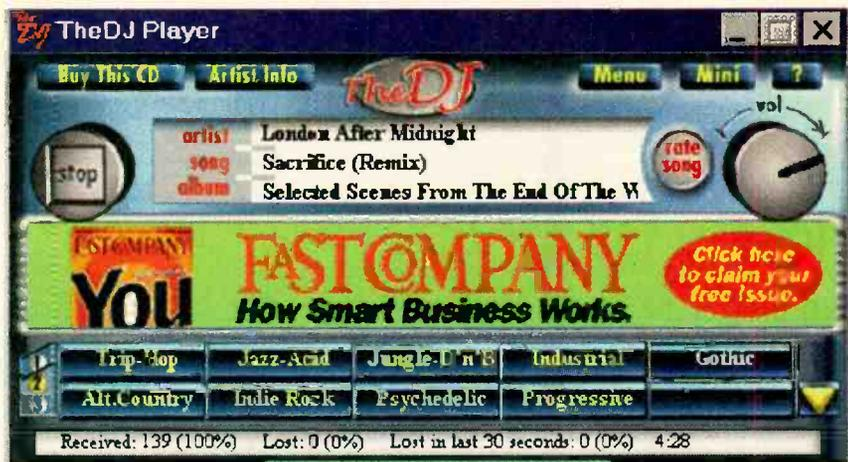 The DJ TheDJ Player
Buy This CD Artist Info TheDJ Menu Mini ?
vol
artist London After Midnight
song Sacrifice (Remix)
album Selected Scenes From The End Of The W
stop
rate song
FAST COMPANY
You
FAST COMPANY
How Smart Business Works.
Click here
to claim your
free issue.
Trip-Hop Jazz-Acid Jungle-D'n'B Industrial Gothic
Alt.Country Indie Rock Psychedelic Progressive
Received: 139 (100%) Lost: 0 (0%) Lost in last 30 seconds: 0 (0%) 4:28